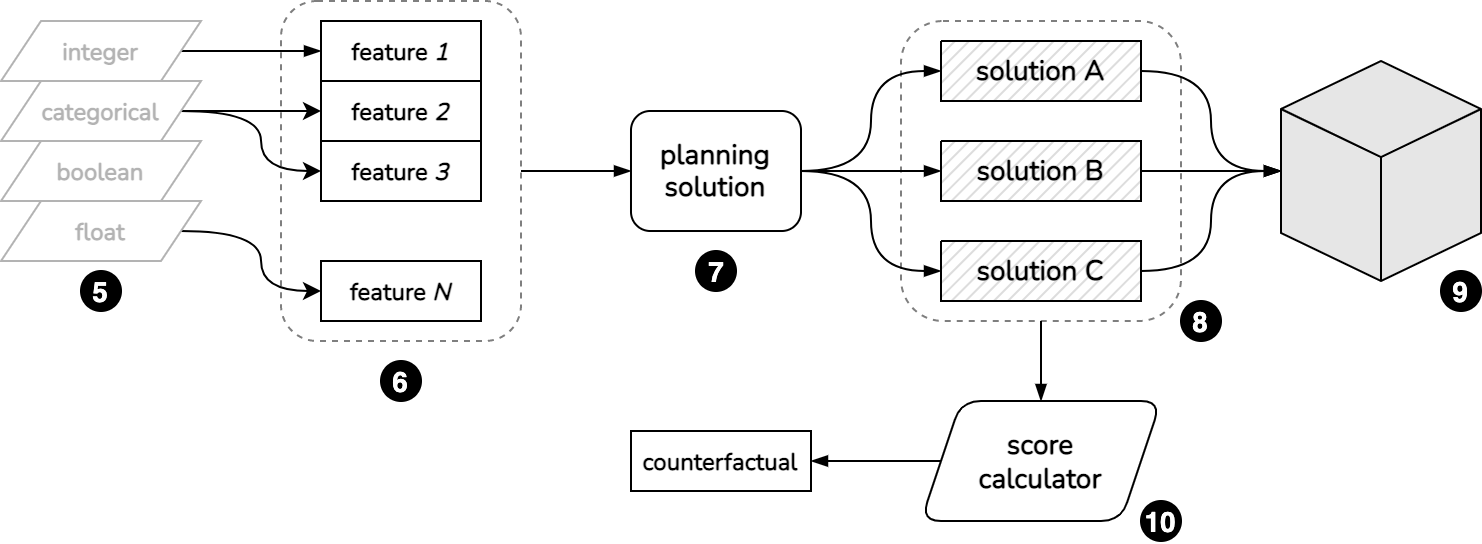 integer
categorical
boolean
float
5
feature 1
feature 2
feature 3
feature N
6
planning
solution
7
solution A
solution B
solution C
8
9
score
calculator
10
counterfactual